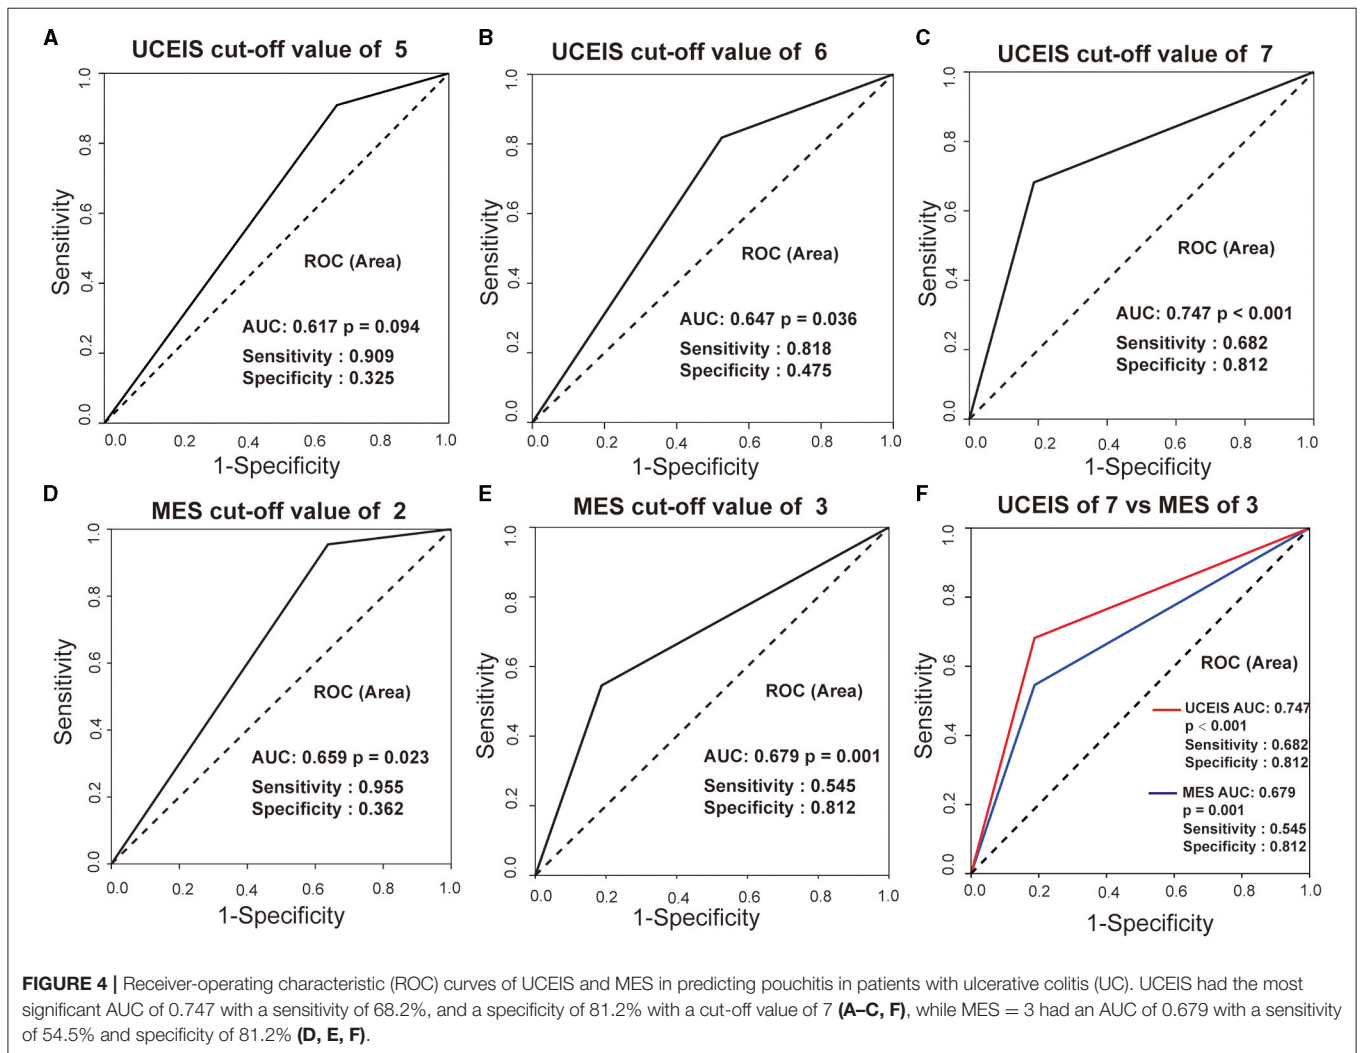 A
UCEIS cut-off value of 5
1.0
0.8
0.6
0.4
0.2
0.0
Sensitivity
ROC (Area)
AUC: 0.617 p = 0.094
Sensitivity : 0.909
Specificity : 0.325
0.0 0.2 0.4 0.6 0.8 1.0
1-Specificity
B
UCEIS cut-off value of 6
1.0
0.8
0.6
0.4
0.2
0.0
Sensitivity
ROC (Area)
AUC: 0.647 p = 0.036
Sensitivity : 0.818
Specificity : 0.475
0.0 0.2 0.4 0.6 0.8 1.0
1-Specificity
C
UCEIS cut-off value of 7
1.0
0.8
0.6
0.4
0.2
0.0
Sensitivity
ROC (Area)
AUC: 0.747 p < 0.001
Sensitivity : 0.682
Specificity : 0.812
0.0 0.2 0.4 0.6 0.8 1.0
1-Specificity
D
MES cut-off value of 2
1.0
0.8
0.6
0.4
0.2
0.0
Sensitivity
ROC (Area)
AUC: 0.659 p = 0.023
Sensitivity : 0.955
Specificity : 0.362
0.0 0.2 0.4 0.6 0.8 1.0
1-Specificity
E
MES cut-off value of 3
1.0
0.8
0.6
0.4
0.2
0.0
Sensitivity
ROC (Area)
AUC: 0.679 p = 0.001
Sensitivity : 0.545
Specificity : 0.812
0.0 0.2 0.4 0.6 0.8 1.0
1-Specificity
F
UCEIS of 7 vs MES of 3
1.0
0.8
0.6
0.4
0.2
0.0
Sensitivity
ROC (Area)
UCEIS AUC: 0.747
p < 0.001
Sensitivity : 0.682
Specificity : 0.812
MES AUC: 0.679
p = 0.001
Sensitivity : 0.545
Specificity : 0.812
0.0 0.2 0.4 0.6 0.8 1.0
1-Specificity
FIGURE 4 | Receiver-operating characteristic (ROC) curves of UCEIS and MES in predicting pouchitis in patients with ulcerative colitis (UC). UCEIS had the most
significant AUC of 0.747 with a sensitivity of 68.2%, and a specificity of 81.2% with a cut-off value of 7 (A–C, F), while MES = 3 had an AUC of 0.679 with a sensitivity
of 54.5% and specificity of 81.2% (D, E, F).